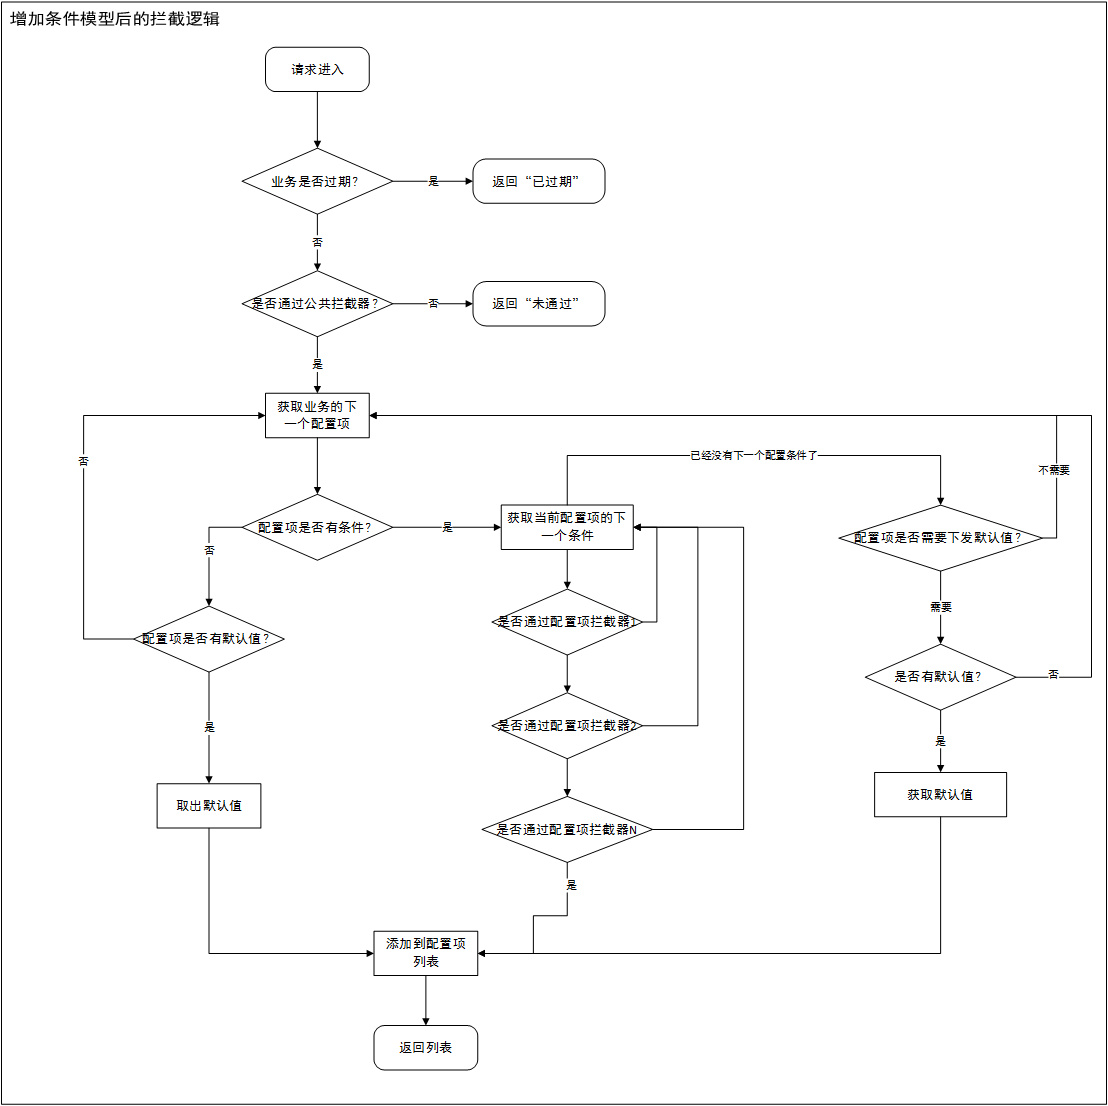 增加条件模型后的拦截逻辑
请求进入
业务是否过期？
是
返回“已过期”
否
是否通过公共拦截器？
否
返回“未通过”
是
获取业务的下
一个配置项
否
已经没有下一个配置条件了
不需要
配置项是否有条件？
是
获取当前配置项的下
一个条件
配置项是否需要下发默认值？
否
需要
配置项是否有默认值？
是否通过配置项拦截器1
是否有默认值？
否
是
是否通过配置项拦截器2
是
取出默认值
获取默认值
是否通过配置项拦截器N
是
添加到配置项
列表
返回列表